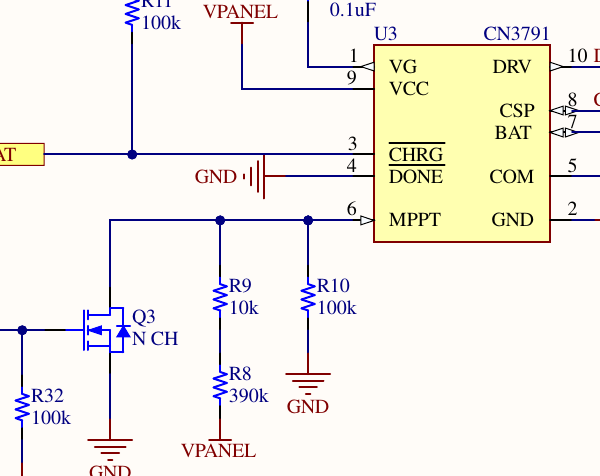 R11
100k
VPANEL
0.1uF
U3
CN3791
1
VG
DRV
10
9
VCC
CSP
8
BAT
7
AT
3
CHRG
GND
4
DONE
COM
5
6
MPPT
GND
2
R9
10k
R10
100k
Q3
N CH
R8
390k
R32
100k
GND
VPANEL
GND